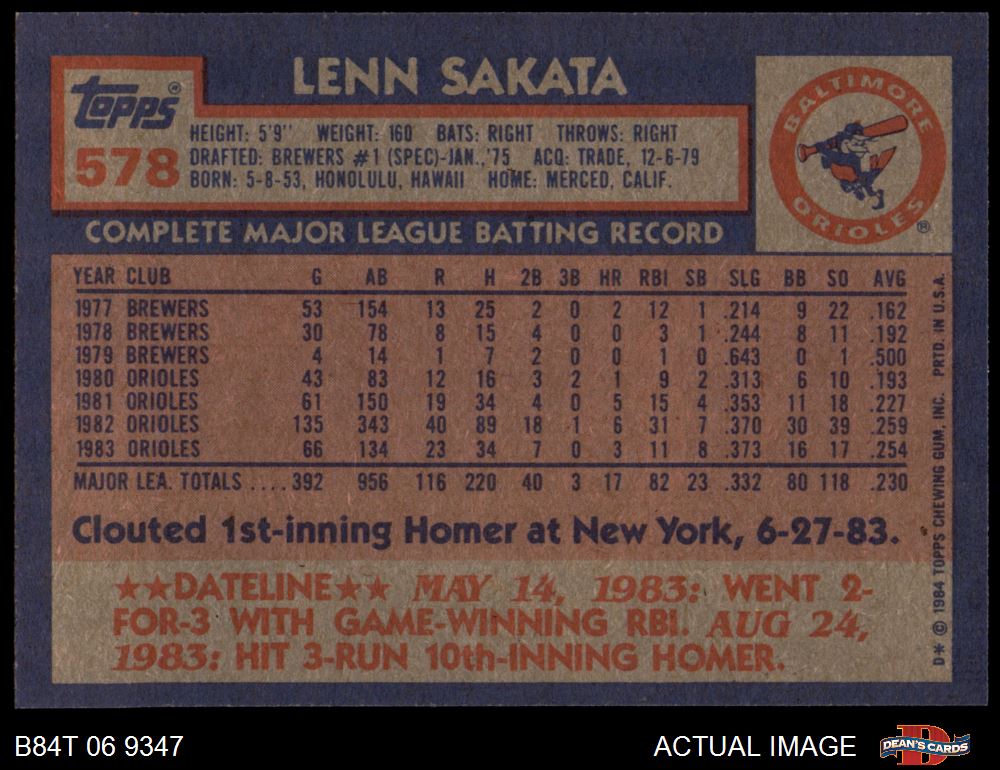 LENN SAKATA
Topps®
578
HEIGHT: 5'9" WEIGHT: 160 BATS: RIGHT THROWS: RIGHT
DRAFTED: BREWERS #1 (SPEC)-JAN.,'75 ACQ: TRADE, 12-6-79
BORN: 5-8-53, HONOLULU, HAWAII HOME: MERCED, CALIF.
BALTIMORE
ORIOLES
®
COMPLETE MAJOR LEAGUE BATTING RECORD
YEAR CLUB G AB R H 2B 3B HR RBI SB SLG BB SO AVG
1977 BREWERS 53 154 13 25 2 0 2 12 1 .214 9 22 .162
1978 BREWERS 30 78 8 15 4 0 0 3 1 .244 8 11 .192
1979 BREWERS 4 14 1 7 2 0 0 1 0 .643 0 1 .500
1980 ORIOLES 43 83 12 16 3 2 1 9 2 .313 6 10 .193
1981 ORIOLES 61 150 19 34 4 0 5 15 4 .353 11 18 .227
1982 ORIOLES 135 343 40 89 18 1 6 31 7 .370 30 39 .259
1983 ORIOLES 66 134 23 34 7 0 3 11 8 .373 16 17 .254
MAJOR LEA. TOTALS .... 392 956 116 220 40 3 17 82 23 .332 80 118 .230
Clouted 1st-inning Homer at New York, 6-27-83.
★★DATELINE★★ MAY 14, 1983: WENT 2-
FOR-3 WITH GAME-WINNING RBI. AUG 24,
1983: HIT 3-RUN 10th-INNING HOMER.
D* © 1984 TOPPS CHEWING GUM, INC. PRTD. IN U.S.A.
B84T 06 9347
ACTUAL IMAGE
D
DEAN'S CARDS